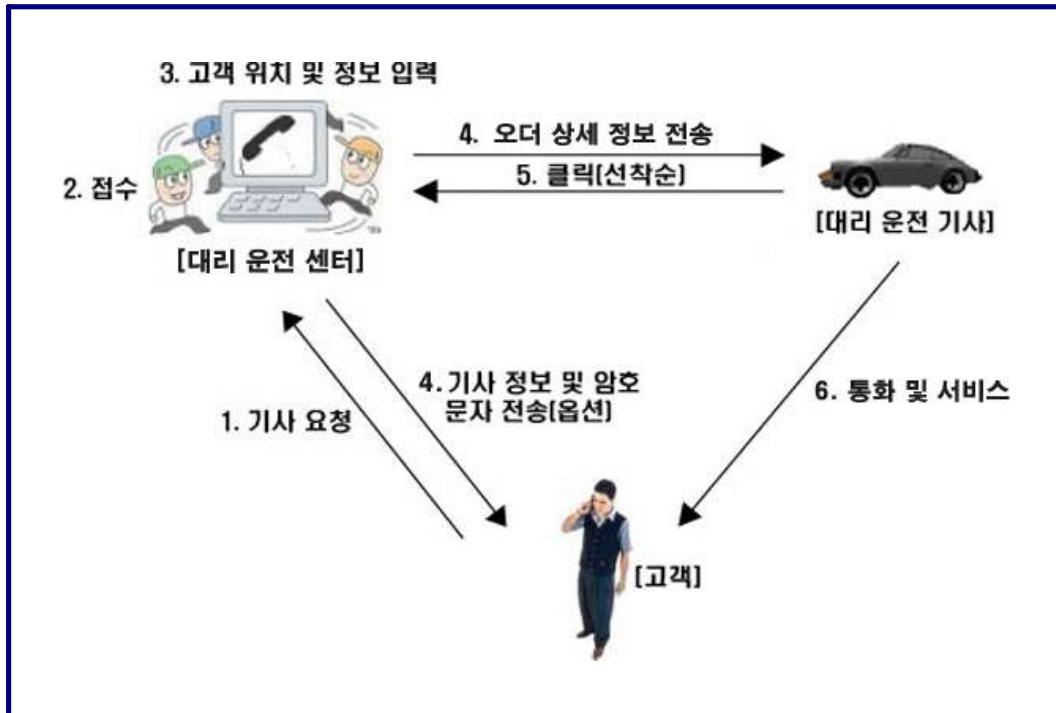 3. 고객 위치 및 정보 입력
4. 오더 상세 정보 전송
5. 클릭(선착순)
2. 접수
[대리 운전 센터]
[대리 운전 기사]
4. 기사 정보 및 암호
문자 전송(옵션)
1. 기사 요청
6. 통화 및 서비스
[고객]